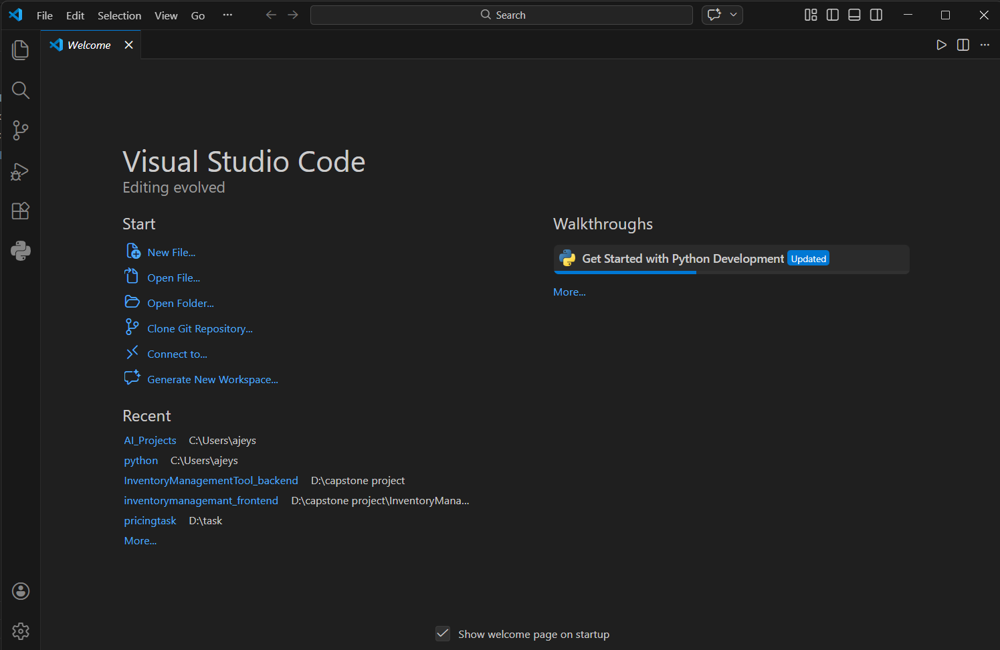 File Edit Selection View Go ··· Search
Welcome
Visual Studio Code
Editing evolved
Start
New File...
Open File...
Open Folder...
Clone Git Repository...
Connect to...
Generate New Workspace...
Recent
AI_Projects C:\Users\ajeys
python C:\Users\ajeys
InventoryManagementTool_backend D:\capstone project
inventorymanagemant_frontend D:\capstone project\InventoryMana...
pricingtask D:\task
More...
Walkthroughs
Get Started with Python Development Updated
More...
Show welcome page on startup